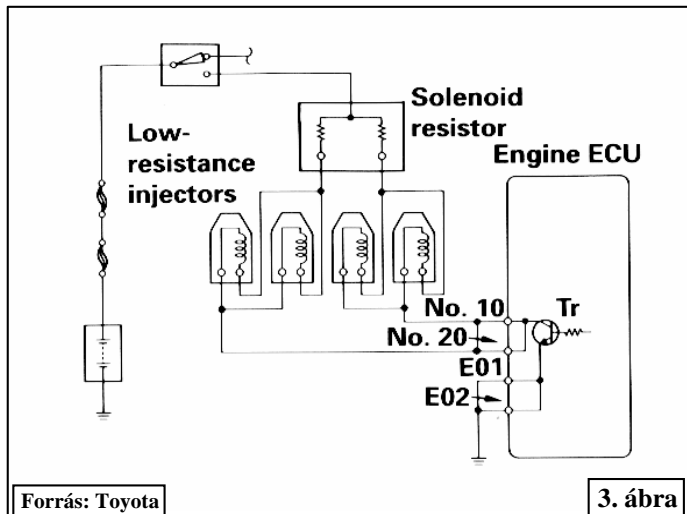 Solenoid
resistor
Low-
resistance
injectors
Engine ECU
No. 10
Tr
No. 20
E01
E02
Forrás: Toyota
3. ábra